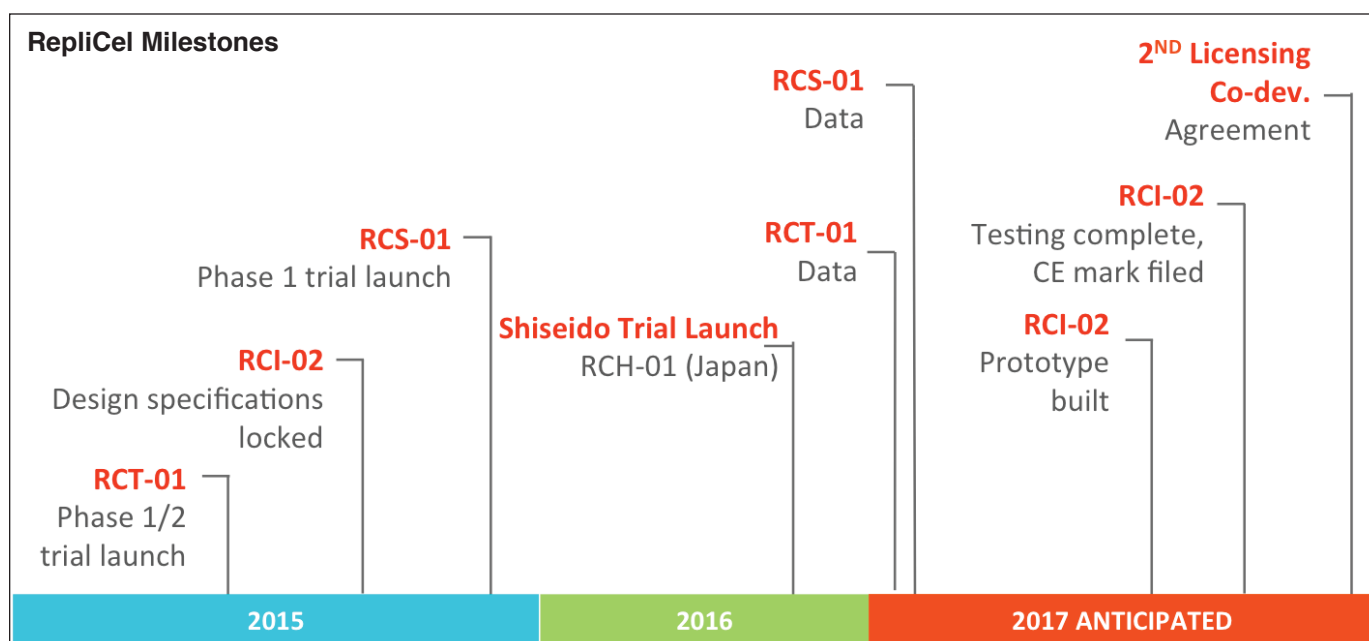 RepliCel Milestones
RCT-01
Phase 1/2
trial launch
RCI-02
Design specifications
locked
RCS-01
Phase 1 trial launch
Shiseido Trial Launch
RCH-01 (Japan)
RCT-01
Data
RCS-01
Data
RCI-02
Prototype
built
RCI-02
Testing complete,
CE mark filed
2ND Licensing
Co-dev.
Agreement
2015
2016
2017 ANTICIPATED